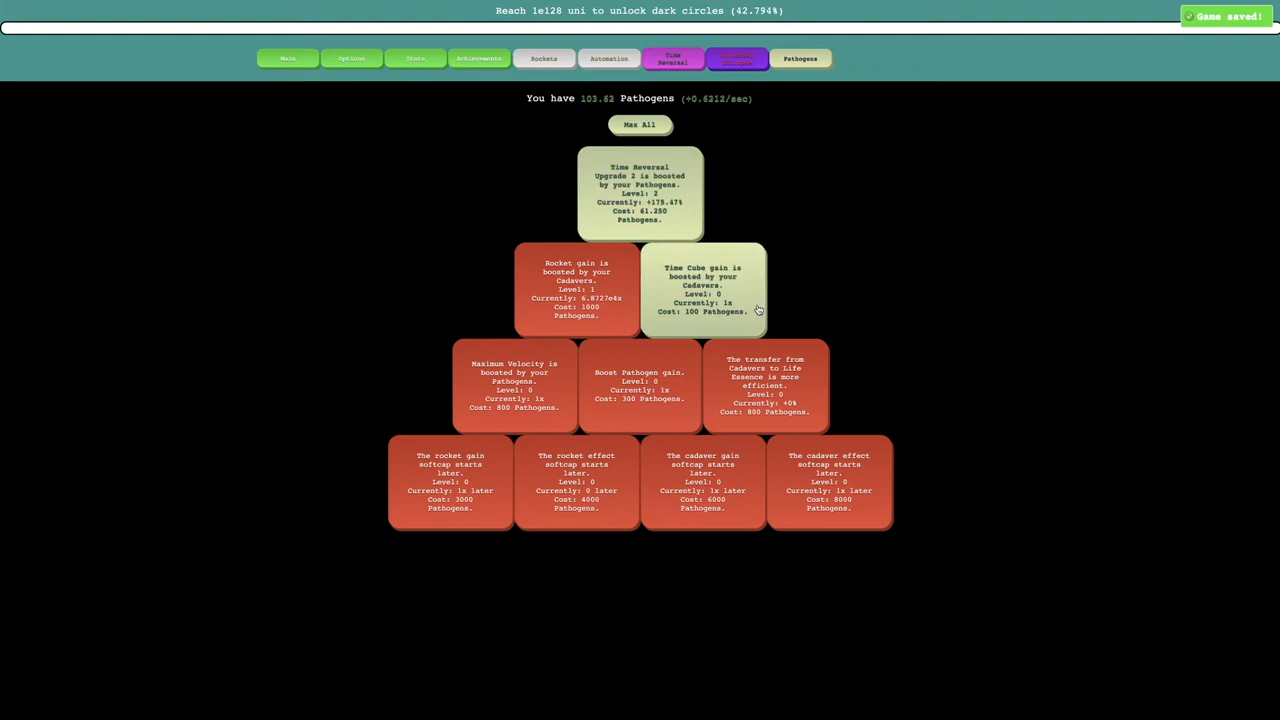 Reach 1e128 uni to unlock dark circles (42.794%)
Game saved!
Main
Options
Stats
Achievements
Rockets
Automation
Time
Reversal
Universal
Collapse
Pathogens
You have 103.62 Pathogens (+0.6212/sec)
Max All
Time Reversal
Upgrade 2 is boosted
by your Pathogens.
Level: 2
Currently: +175.47%
Cost: 61.250
Pathogens.
Rocket gain is
boosted by your
Cadavers.
Level: 1
Currently: 6.8727e4x
Cost: 1000
Pathogens.
Time Cube gain is
boosted by your
Cadavers.
Level: 0
Currently: 1x
Cost: 100 Pathogens.
Maximum Velocity is
boosted by your
Pathogens.
Level: 0
Currently: 1x
Cost: 800 Pathogens.
Boost Pathogen gain.
Level: 0
Currently: 1x
Cost: 300 Pathogens.
The transfer from
Cadavers to Life
Essence is more
efficient.
Level: 0
Currently: +0%
Cost: 800 Pathogens.
The rocket gain
softcap starts
later.
Level: 0
Currently: 1x later
Cost: 3000
Pathogens.
The rocket effect
softcap starts
later.
Level: 0
Currently: 0 later
Cost: 4000
Pathogens.
The cadaver gain
softcap starts
later.
Level: 0
Currently: 1x later
Cost: 6000
Pathogens.
The cadaver effect
softcap starts
later.
Level: 0
Currently: 1x later
Cost: 8000
Pathogens.